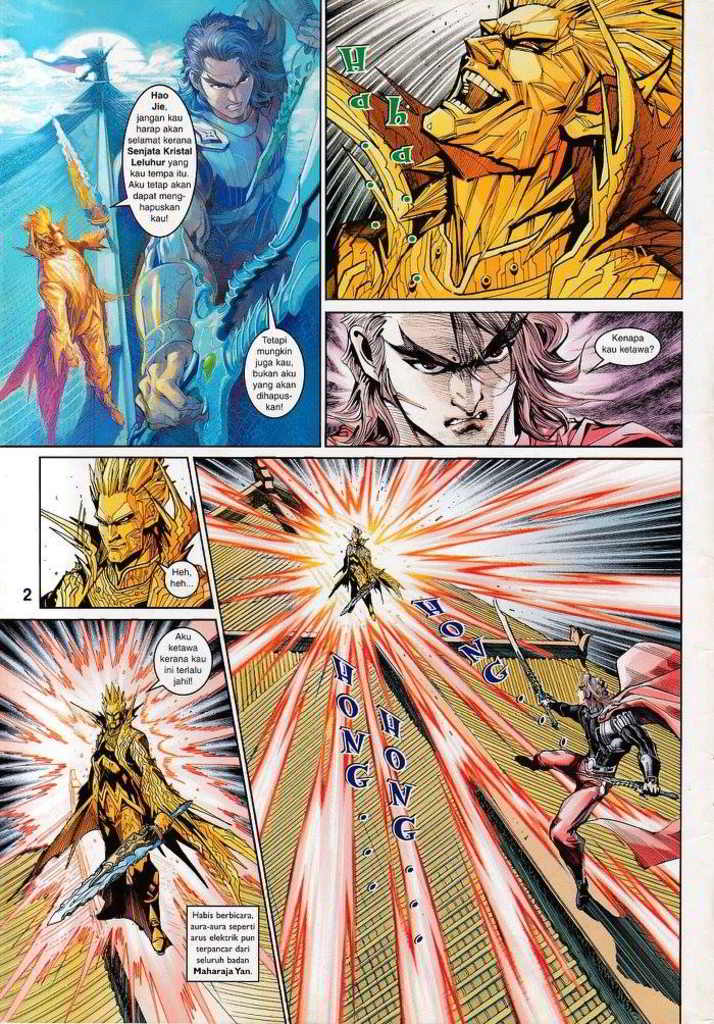 Hao
Jie,
jangan kau
harap akan
selamat kerana
Senjata Kristal
Leluhur yang
kau tempa itu.
Aku tetap akan
dapat meng-
hapuskan
kau!
Tetapi
mungkin
juga kau,
bukan aku
yang akan
dihapus-
kan!
Ha ha...
Kenapa
kau ketawa?
Heh,
heh...
2
Aku
ketawa
kerana kau
ini terlalu
jahil!
Habis berbicara,
aura-aura seperti
arus elektrik pun
terpancar dari
seluruh badan
Maharaja Yan.
HONG...
HONG...
HONG...